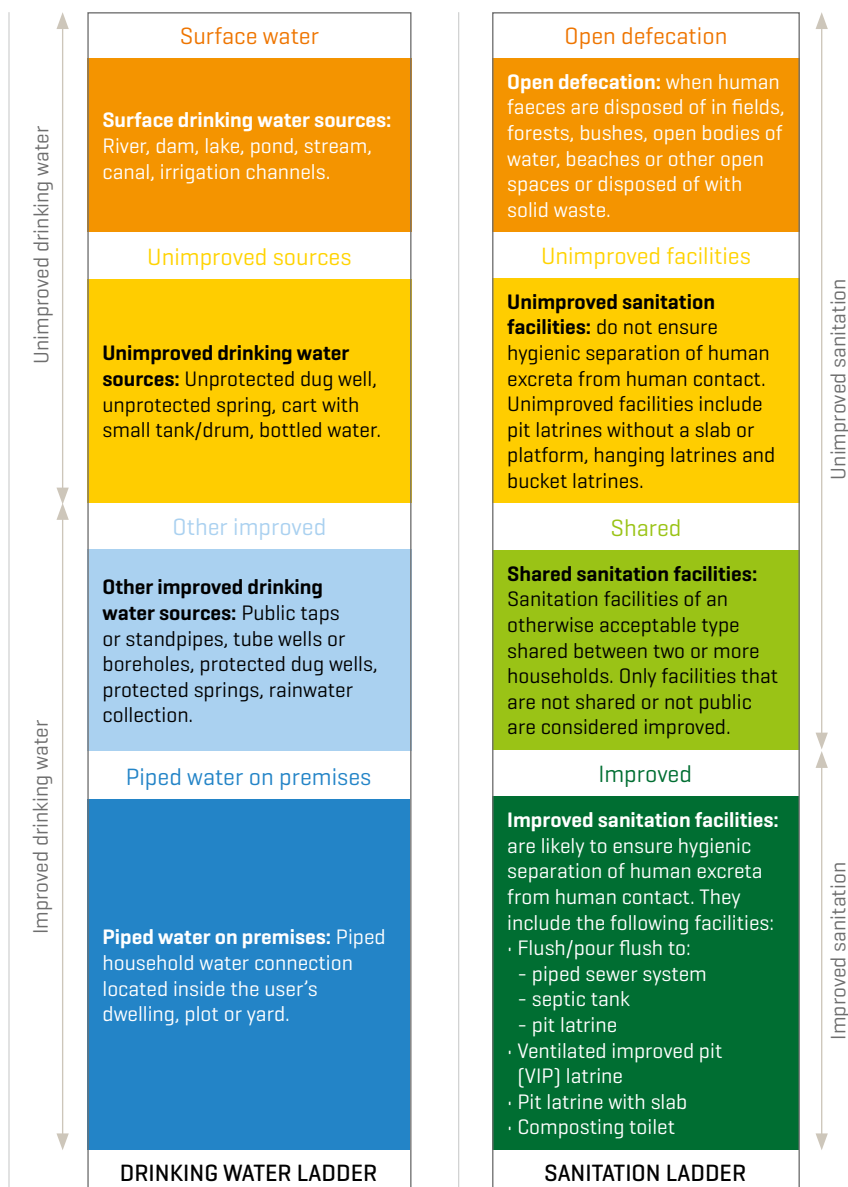 Unimproved drinking water
Improved drinking water
Surface water
Surface drinking water sources:
River, dam, lake, pond, stream,
canal, irrigation channels.
Unimproved sources
Unimproved drinking water
sources: Unprotected dug well,
unprotected spring, cart with
small tank/drum, bottled water.
Other improved
Other improved drinking
water sources: Public taps
or standpipes, tube wells or
boreholes, protected dug wells,
protected springs, rainwater
collection.
Piped water on premises
Piped water on premises: Piped
household water connection
located inside the user’s
dwelling, plot or yard.
DRINKING WATER LADDER
Open defecation
Open defecation: when human
faeces are disposed of in fields,
forests, bushes, open bodies of
water, beaches or other open
spaces or disposed of with
solid waste.
Unimproved facilities
Unimproved sanitation
facilities: do not ensure
hygienic separation of human
excreta from human contact.
Unimproved facilities include
pit latrines without a slab or
platform, hanging latrines and
bucket latrines.
Shared
Shared sanitation facilities:
Sanitation facilities of an
otherwise acceptable type
shared between two or more
households. Only facilities that
are not shared or not public
are considered improved.
Improved
Improved sanitation facilities:
are likely to ensure hygienic
separation of human excreta
from human contact. They
include the following facilities:
· Flush/pour flush to:
- piped sewer system
- septic tank
- pit latrine
· Ventilated improved pit
(VIP) latrine
· Pit latrine with slab
· Composting toilet
SANITATION LADDER
Unimproved sanitation
Improved sanitation